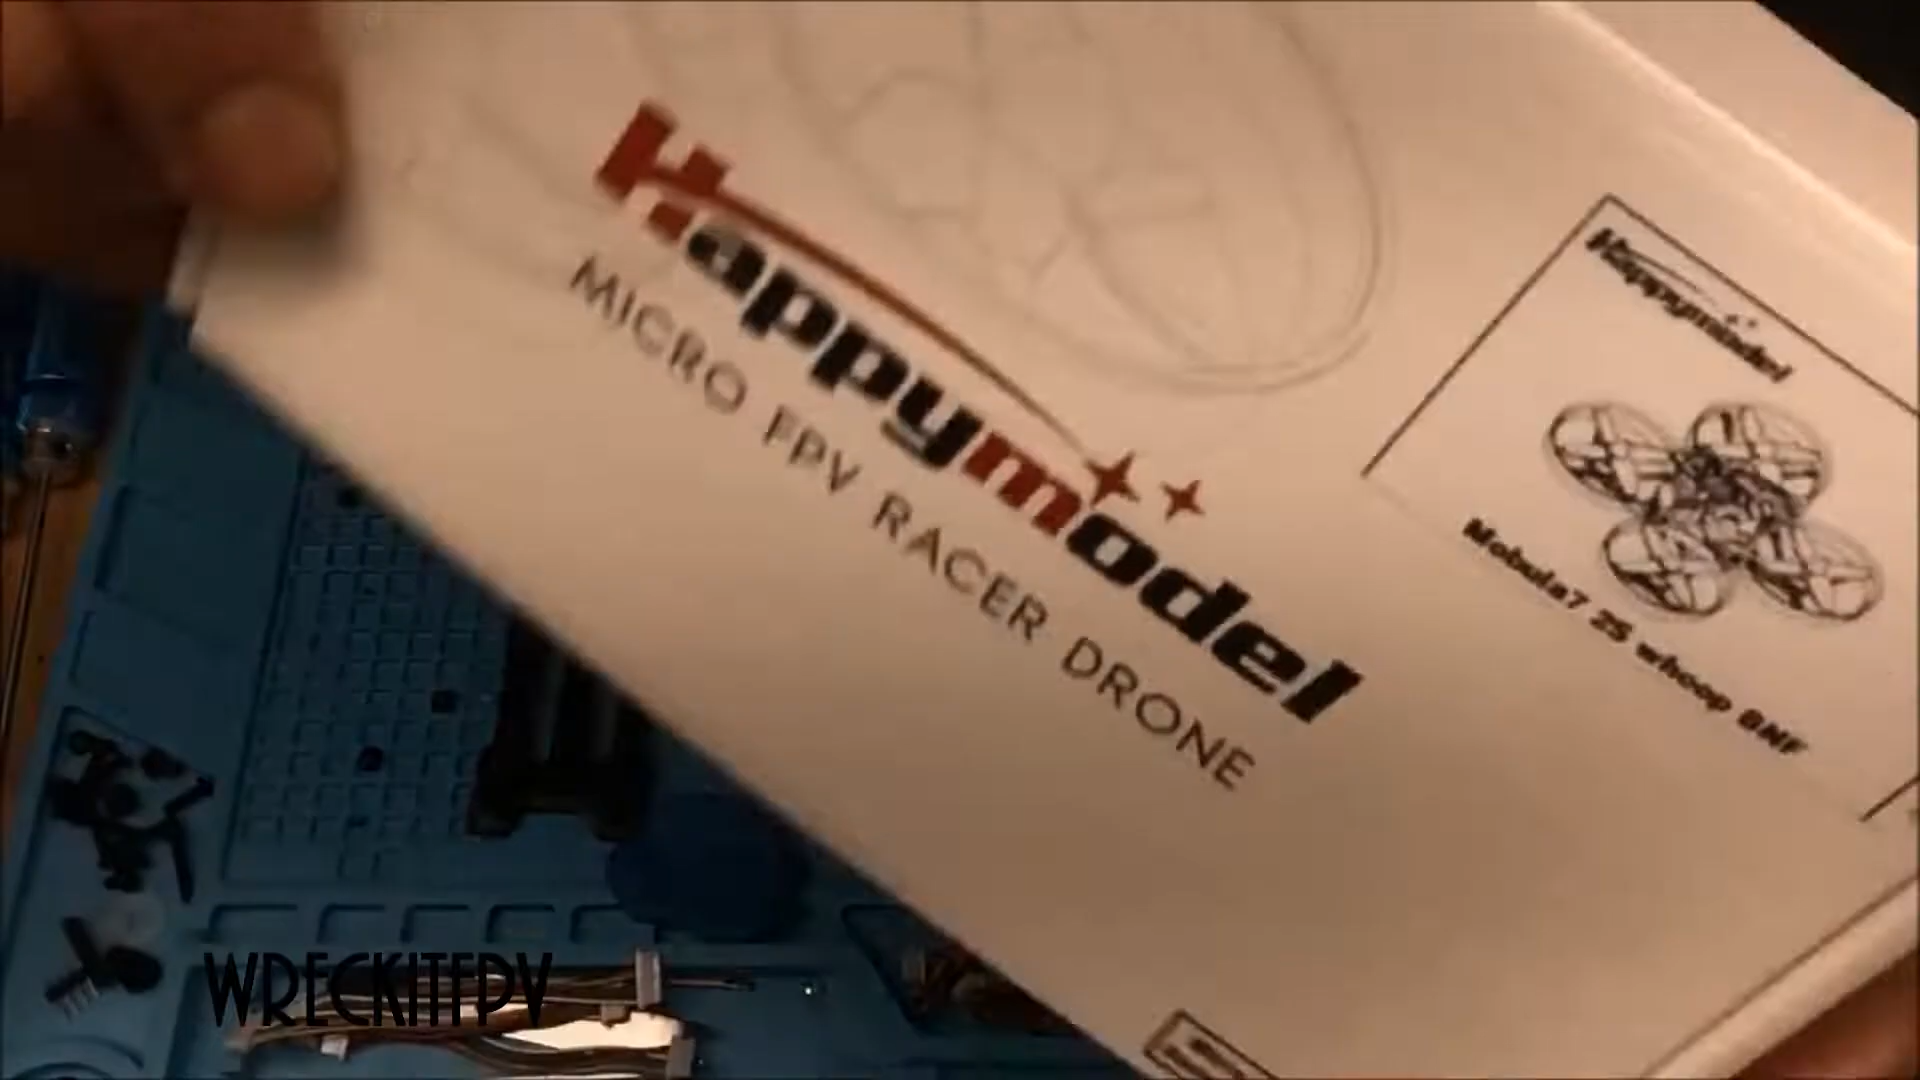 Happymodel
MICRO FPV RACER DRONE
Happymodel
Mobula7 2S whoop BNF
WRECKITFPV